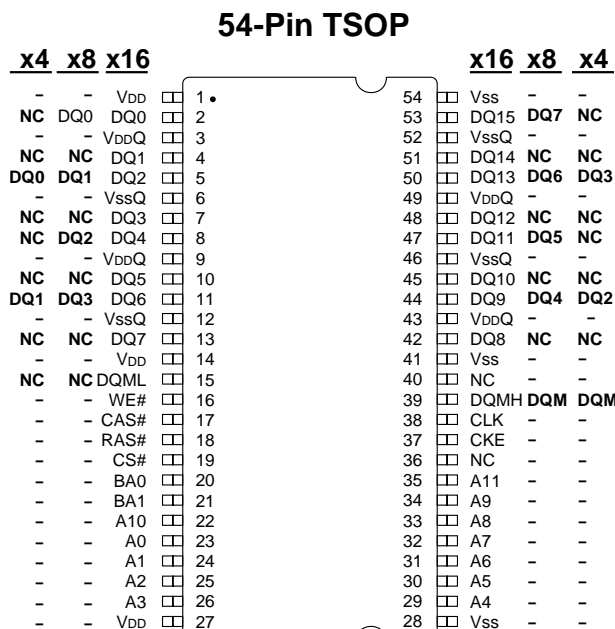 54-Pin TSOP
x4 x8 x16 x16 x8 x4
– – VDD 1 54 Vss – –
NC DQ0 DQ0 2 53 DQ15 DQ7 NC
– – VDDQ 3 52 VssQ – –
NC NC DQ1 4 51 DQ14 NC NC
DQ0 DQ1 DQ2 5 50 DQ13 DQ6 DQ3
– – VssQ 6 49 VDDQ – –
NC NC DQ3 7 48 DQ12 NC NC
NC DQ2 DQ4 8 47 DQ11 DQ5 NC
– – VDDQ 9 46 VssQ – –
NC NC DQ5 10 45 DQ10 NC NC
DQ1 DQ3 DQ6 11 44 DQ9 DQ4 DQ2
– – VssQ 12 43 VDDQ – –
NC NC DQ7 13 42 DQ8 NC NC
– – VDD 14 41 Vss – –
NC NC DQML 15 40 NC – –
– – WE# 16 39 DQMH DQM DQM
– – CAS# 17 38 CLK – –
– – RAS# 18 37 CKE – –
– – CS# 19 36 NC – –
– – BA0 20 35 A11 – –
– – BA1 21 34 A9 – –
– – A10 22 33 A8 – –
– – A0 23 32 A7 – –
– – A1 24 31 A6 – –
– – A2 25 30 A5 – –
– – A3 26 29 A4 – –
– – VDD 27 28 Vss – –